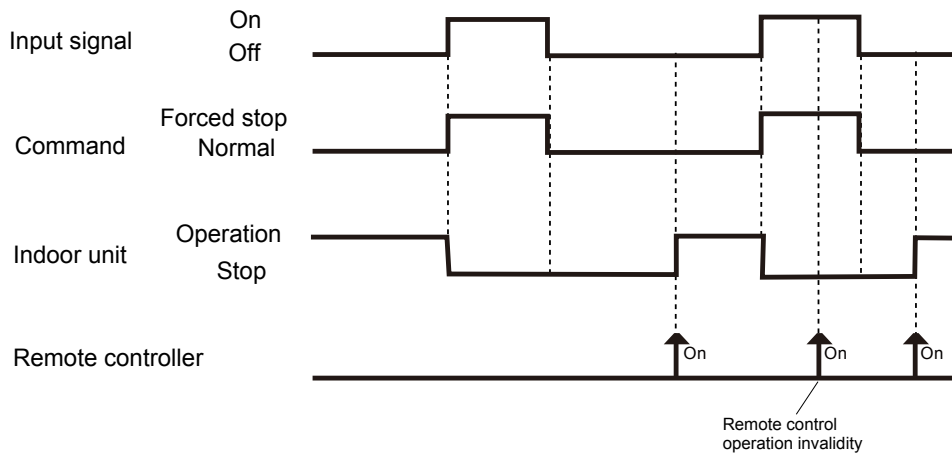 Input signal
On
Off
Command
Forced stop
Normal
Indoor unit
Operation
Stop
Remote controller
On
On
On
Remote control
operation invalidity